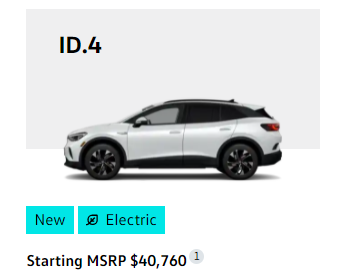 ID.4
New
Electric
Starting MSRP $40,760 1